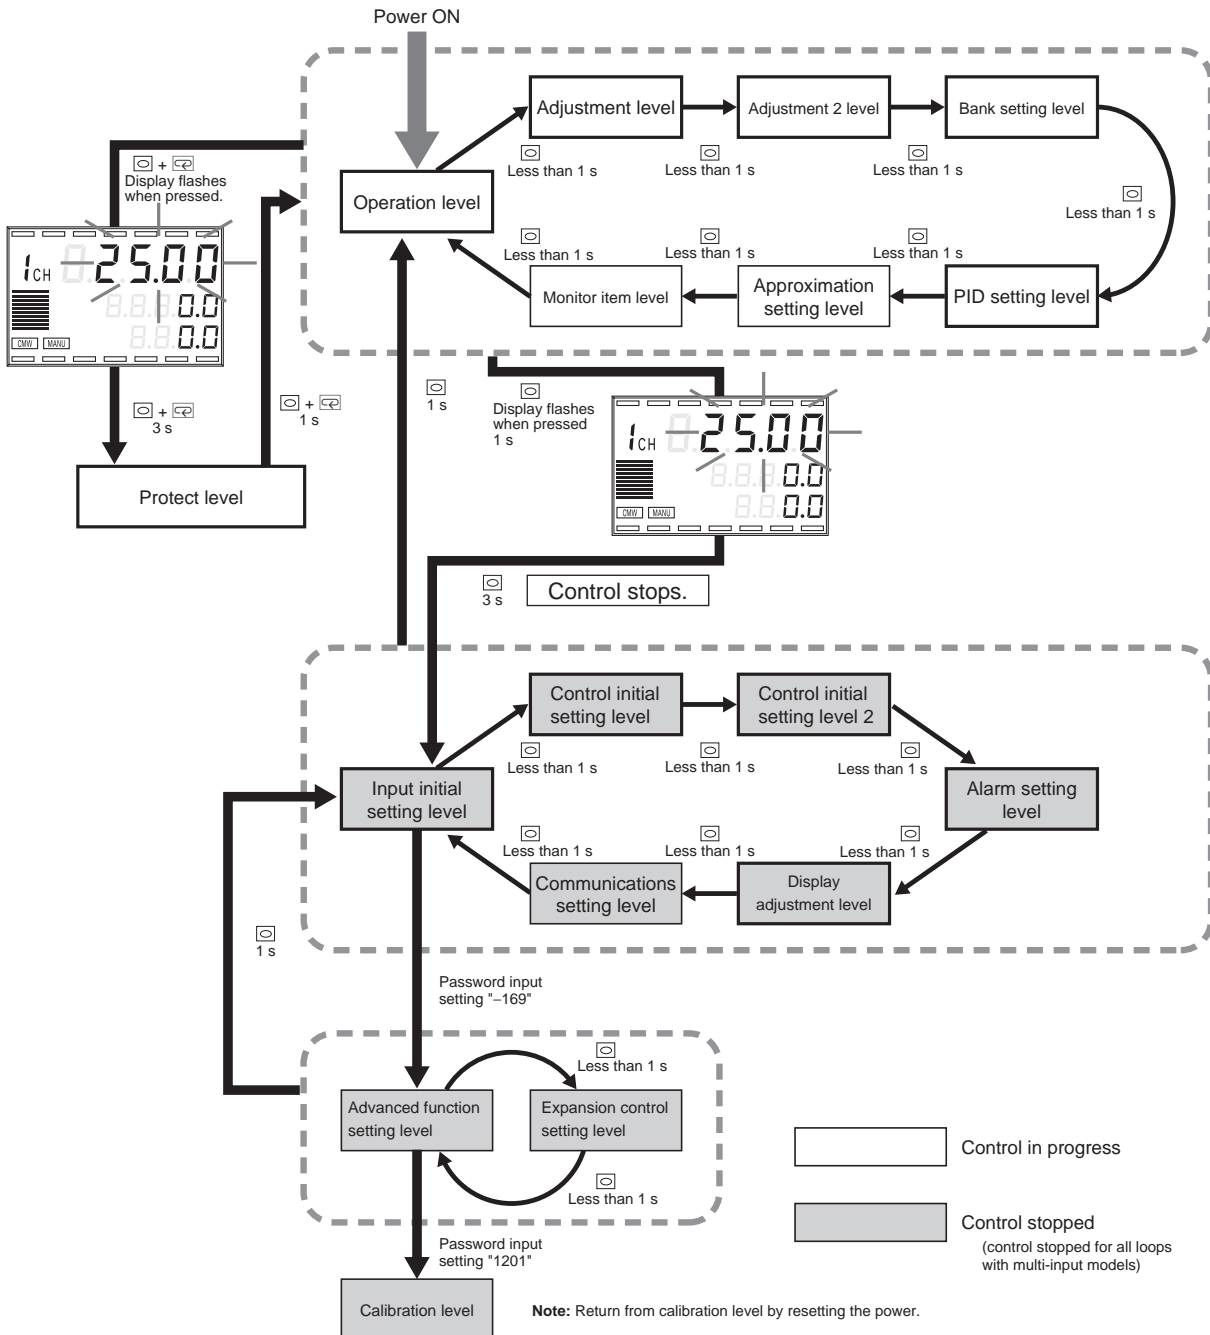 Power ON
Adjustment level
Adjustment 2 level
Bank setting level
Less than 1 s
Less than 1 s
Less than 1 s
+
Display flashes
when pressed.
Operation level
Less than 1 s
Less than 1 s
Less than 1 s
Less than 1 s
Monitor item level
Approximation
setting level
PID setting level
1 CH
25.00
0.0
0.0
CMW
MANU
+
3 s
+
1 s
1 s
Display flashes
when pressed
1 s
1 CH
25.00
0.0
0.0
CMW
MANU
Protect level
3 s
Control stops.
Control initial
setting level
Control initial
setting level 2
Less than 1 s
Less than 1 s
Less than 1 s
Input initial
setting level
Alarm setting
level
Less than 1 s
Less than 1 s
Less than 1 s
Communications
setting level
Display
adjustment level
1 s
Password input
setting "–169"
Less than 1 s
Advanced function
setting level
Expansion control
setting level
Less than 1 s
Control in progress
Control stopped
(control stopped for all loops
with multi-input models)
Password input
setting "1201"
Calibration level
Note: Return from calibration level by resetting the power.